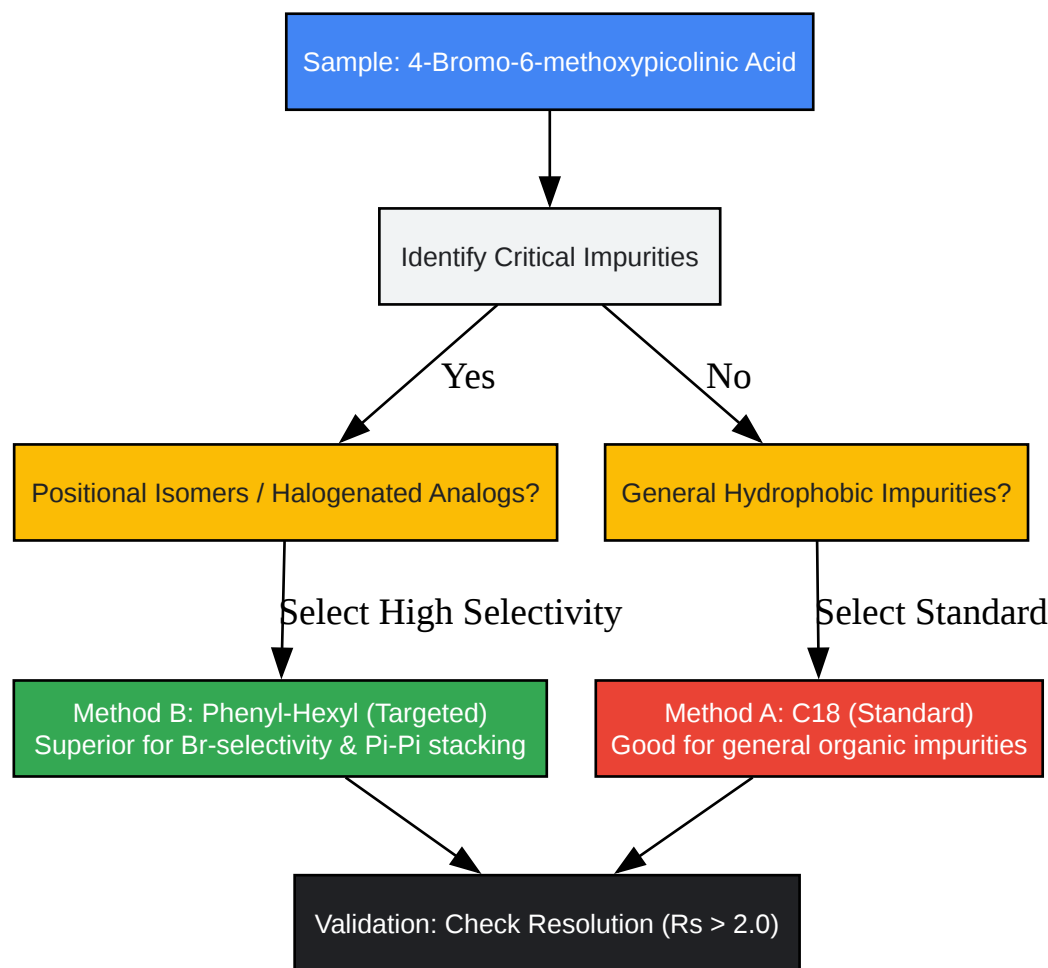 Sample: 4-Bromo-6-methoxypicolinic Acid
Identify Critical Impurities
Yes
No
Positional Isomers / Halogenated Analogs?
General Hydrophobic Impurities?
Select High Selectivity
Select Standard
Method B: Phenyl-Hexyl (Targeted)
Superior for Br-selectivity & Pi-Pi stacking
Method A: C18 (Standard)
Good for general organic impurities
Validation: Check Resolution (Rs > 2.0)